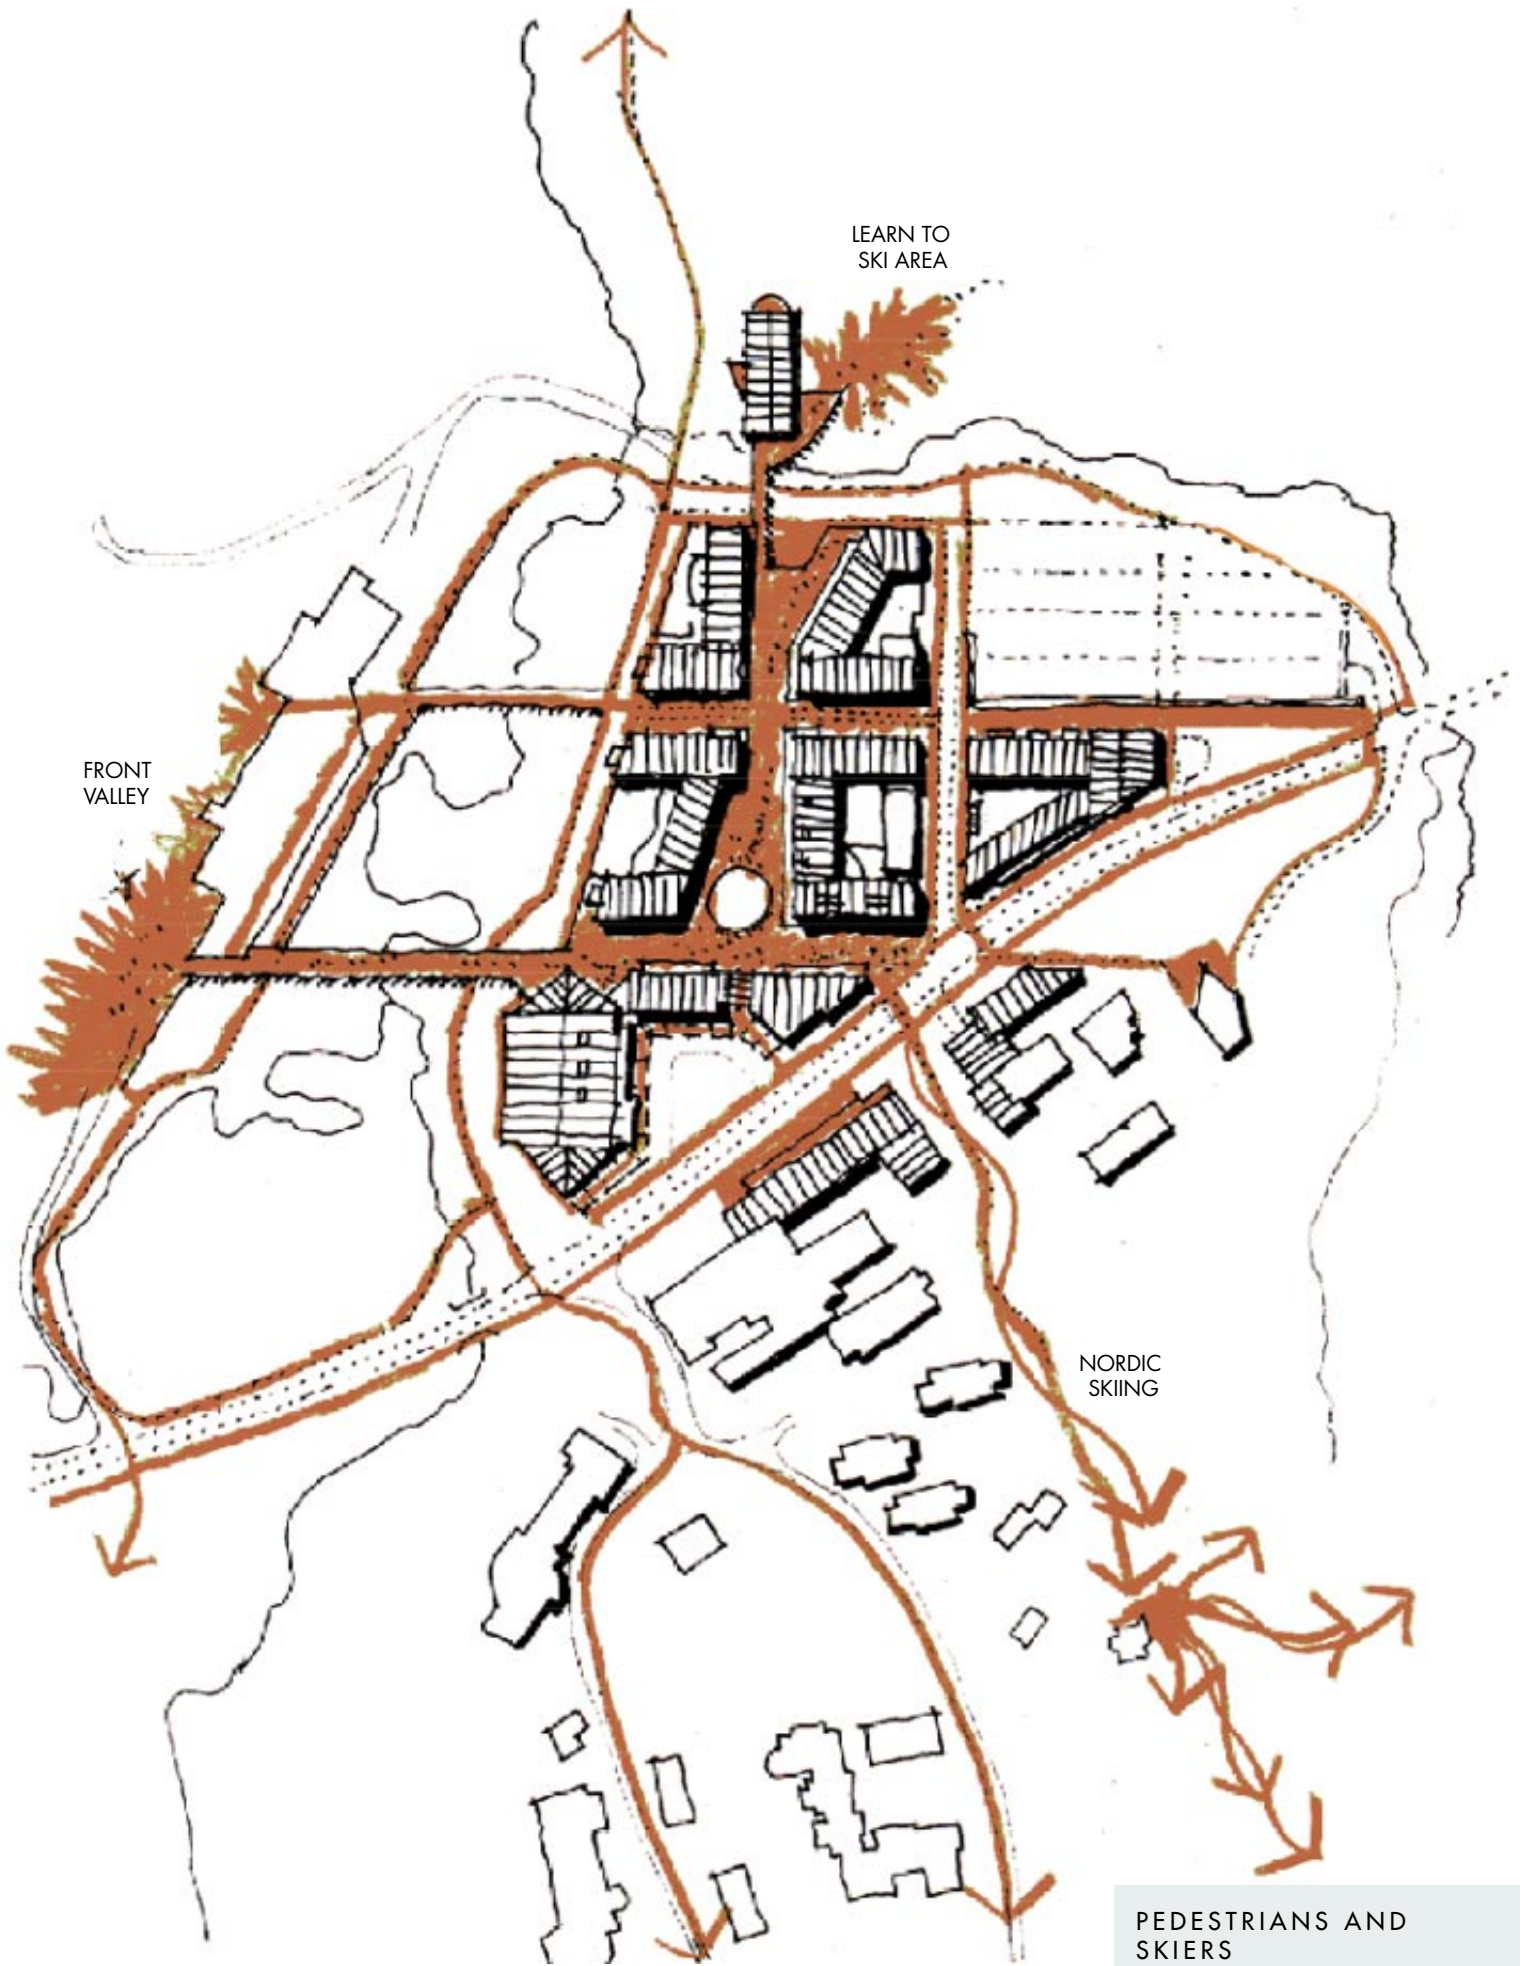 LEARN TO
SKI AREA
FRONT
VALLEY
NORDIC
SKIING
PEDESTRIANS AND
SKIERS